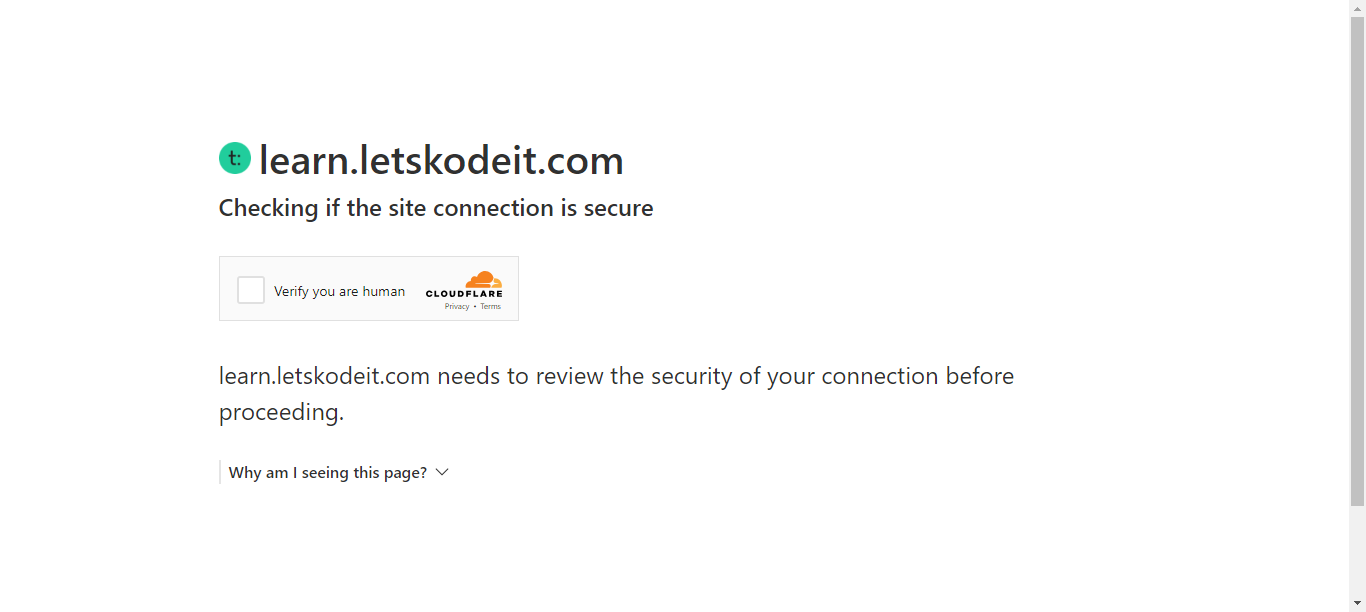 t:
learn.letskodeit.com
Checking if the site connection is secure
Verify you are human
CLOUDFLARE
Privacy • Terms
learn.letskodeit.com needs to review the security of your connection before
proceeding.
Why am I seeing this page?